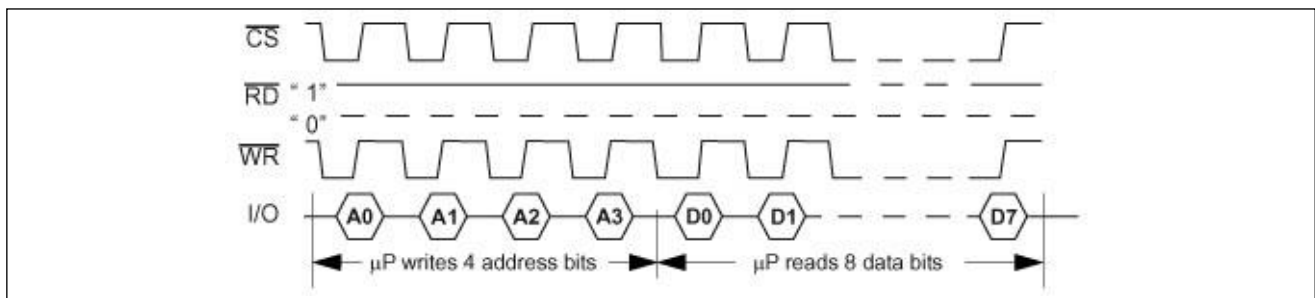 CS
RD "1"
"0"
WR
I/O A0 A1 A2 A3 D0 D1 D7
µP writes 4 address bits µP reads 8 data bits